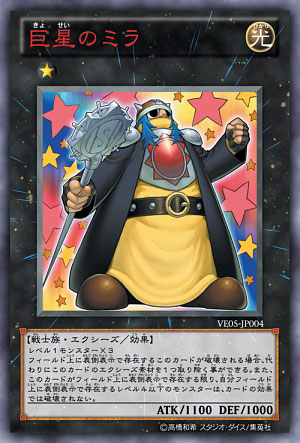 きょ せい
巨星のミラ
ひかり
光
VE05-JP004
【戦士族・エクシーズ/効果】
レベル1モンスター×3
フィールド上に表側表示で存在するこのカードが破壊される場合、代
わりにこのカードのエクシーズ素材を1つ取り除く事ができる。また、
このカードがフィールド上に表側表示で存在する限り、自分フィール
ド上に表側表示で存在するレベル4以下のモンスターは、カードの効果
では破壊されない。
ATK/1100 DEF/1000
©高橋和希 スタジオ・ダイス/集英社